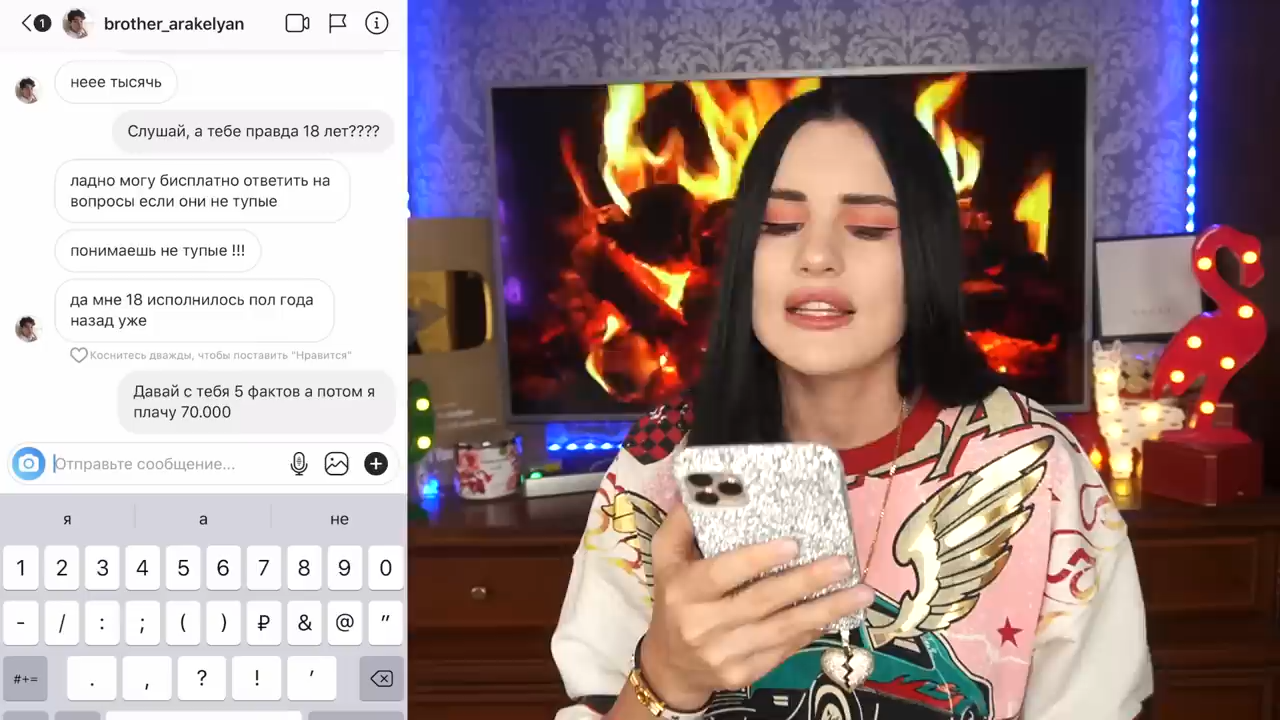 1
brother_arakelyan
неее тысячь
Слушай, а тебе правда 18 лет????
ладно могу бисплатно ответить на
вопросы если они не тупые
понимаешь не тупые !!!
да мне 18 исполнилось пол года
назад уже
Коснитесь дважды, чтобы поставить "Нравится"
Давай с тебя 5 фактов а потом я
плачу 70.000
Отправьте сообщение...
я а не
1 2 3 4 5 6 7 8 9 0
- / : ; ( ) ₽ & @ "
#+= . , ? ! '